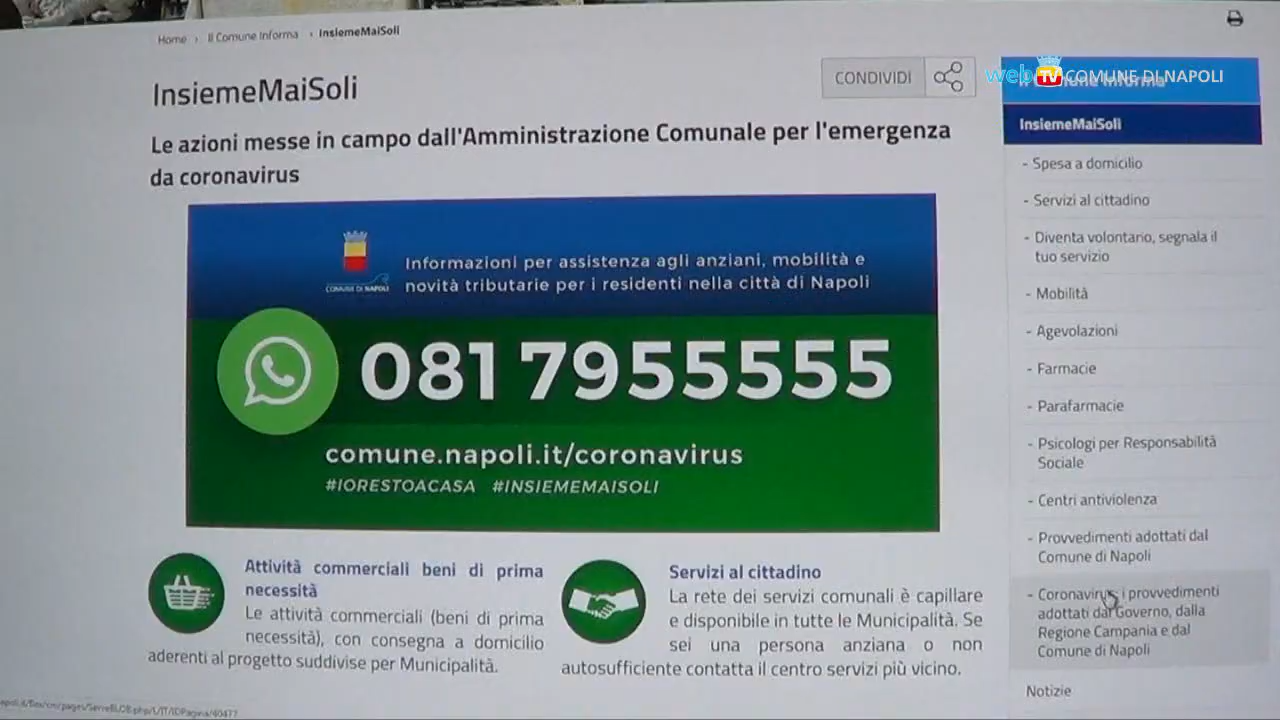 Home › Il Comune Informa › InsiemeMaiSoli
InsiemeMaiSoli
CONDIVIDI
web TV COMUNE DI NAPOLI
Le azioni messe in campo dall'Amministrazione Comunale per l'emergenza
da coronavirus
COMUNE DI NAPOLI
Informazioni per assistenza agli anziani, mobilità e
novità tributarie per i residenti nella città di Napoli
081 7955555
comune.napoli.it/coronavirus
#IORESTOACASA #INSIEMEMAISOLI
Attività commerciali beni di prima
necessità
Le attività commerciali (beni di prima
necessità), con consegna a domicilio
aderenti al progetto suddivise per Municipalità.
Servizi al cittadino
La rete dei servizi comunali è capillare
e disponibile in tutte le Municipalità. Se
sei una persona anziana o non
autosufficiente contatta il centro servizi più vicino.
InsiemeMaiSoli
- Spesa a domicilio
- Servizi al cittadino
- Diventa volontario, segnala il
tuo servizio
- Mobilità
- Agevolazioni
- Farmacie
- Parafarmacie
- Psicologi per Responsabilità
Sociale
- Centri antiviolenza
- Provvedimenti adottati dal
Comune di Napoli
- Coronavirus, i provvedimenti
adottati dal Governo, dalla
Regione Campania e dal
Comune di Napoli
Notizie